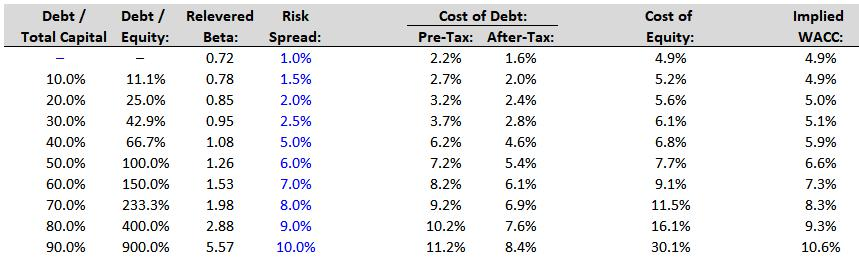 Debt / Debt / Relevered Risk Cost of Debt: Cost of Implied
Total Capital Equity: Beta: Spread: Pre-Tax: After-Tax: Equity: WACC:
– – 0.72 1.0% 2.2% 1.6% 4.9% 4.9%
10.0% 11.1% 0.78 1.5% 2.7% 2.0% 5.2% 4.9%
20.0% 25.0% 0.85 2.0% 3.2% 2.4% 5.6% 5.0%
30.0% 42.9% 0.95 2.5% 3.7% 2.8% 6.1% 5.1%
40.0% 66.7% 1.08 5.0% 6.2% 4.6% 6.8% 5.9%
50.0% 100.0% 1.26 6.0% 7.2% 5.4% 7.7% 6.6%
60.0% 150.0% 1.53 7.0% 8.2% 6.1% 9.1% 7.3%
70.0% 233.3% 1.98 8.0% 9.2% 6.9% 11.5% 8.3%
80.0% 400.0% 2.88 9.0% 10.2% 7.6% 16.1% 9.3%
90.0% 900.0% 5.57 10.0% 11.2% 8.4% 30.1% 10.6%